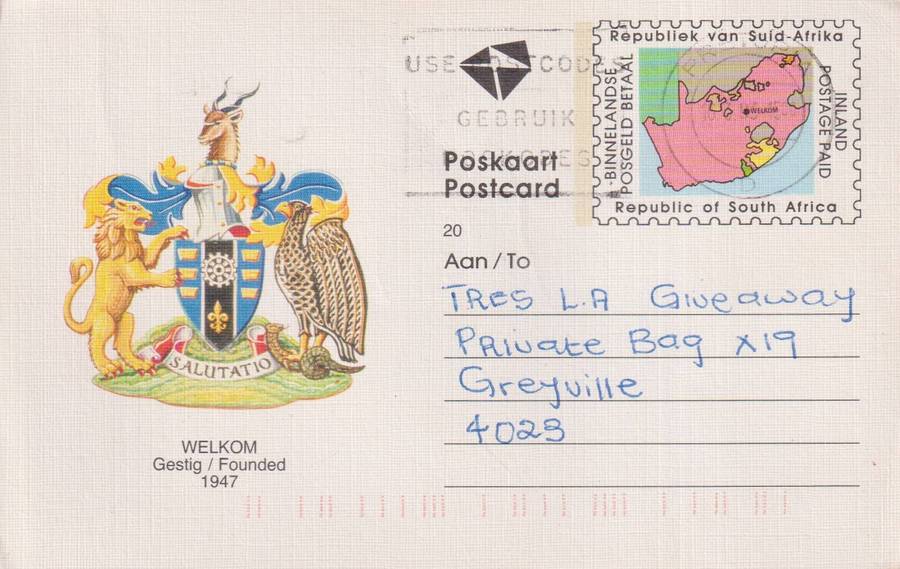 Republiek van Suid-Afrika
BINNELANDSE
POSGELD BETAAL
WELKOM
INLAND
POSTAGE PAID
Republic of South Africa
USE POSTCODES
GEBRUIK
Poskaart
Postcard
20
Aan / To
TRES L.A Giveaway
Private Bag X19
Greyville
4023
SALUTATIO
WELKOM
Gestig / Founded
1947